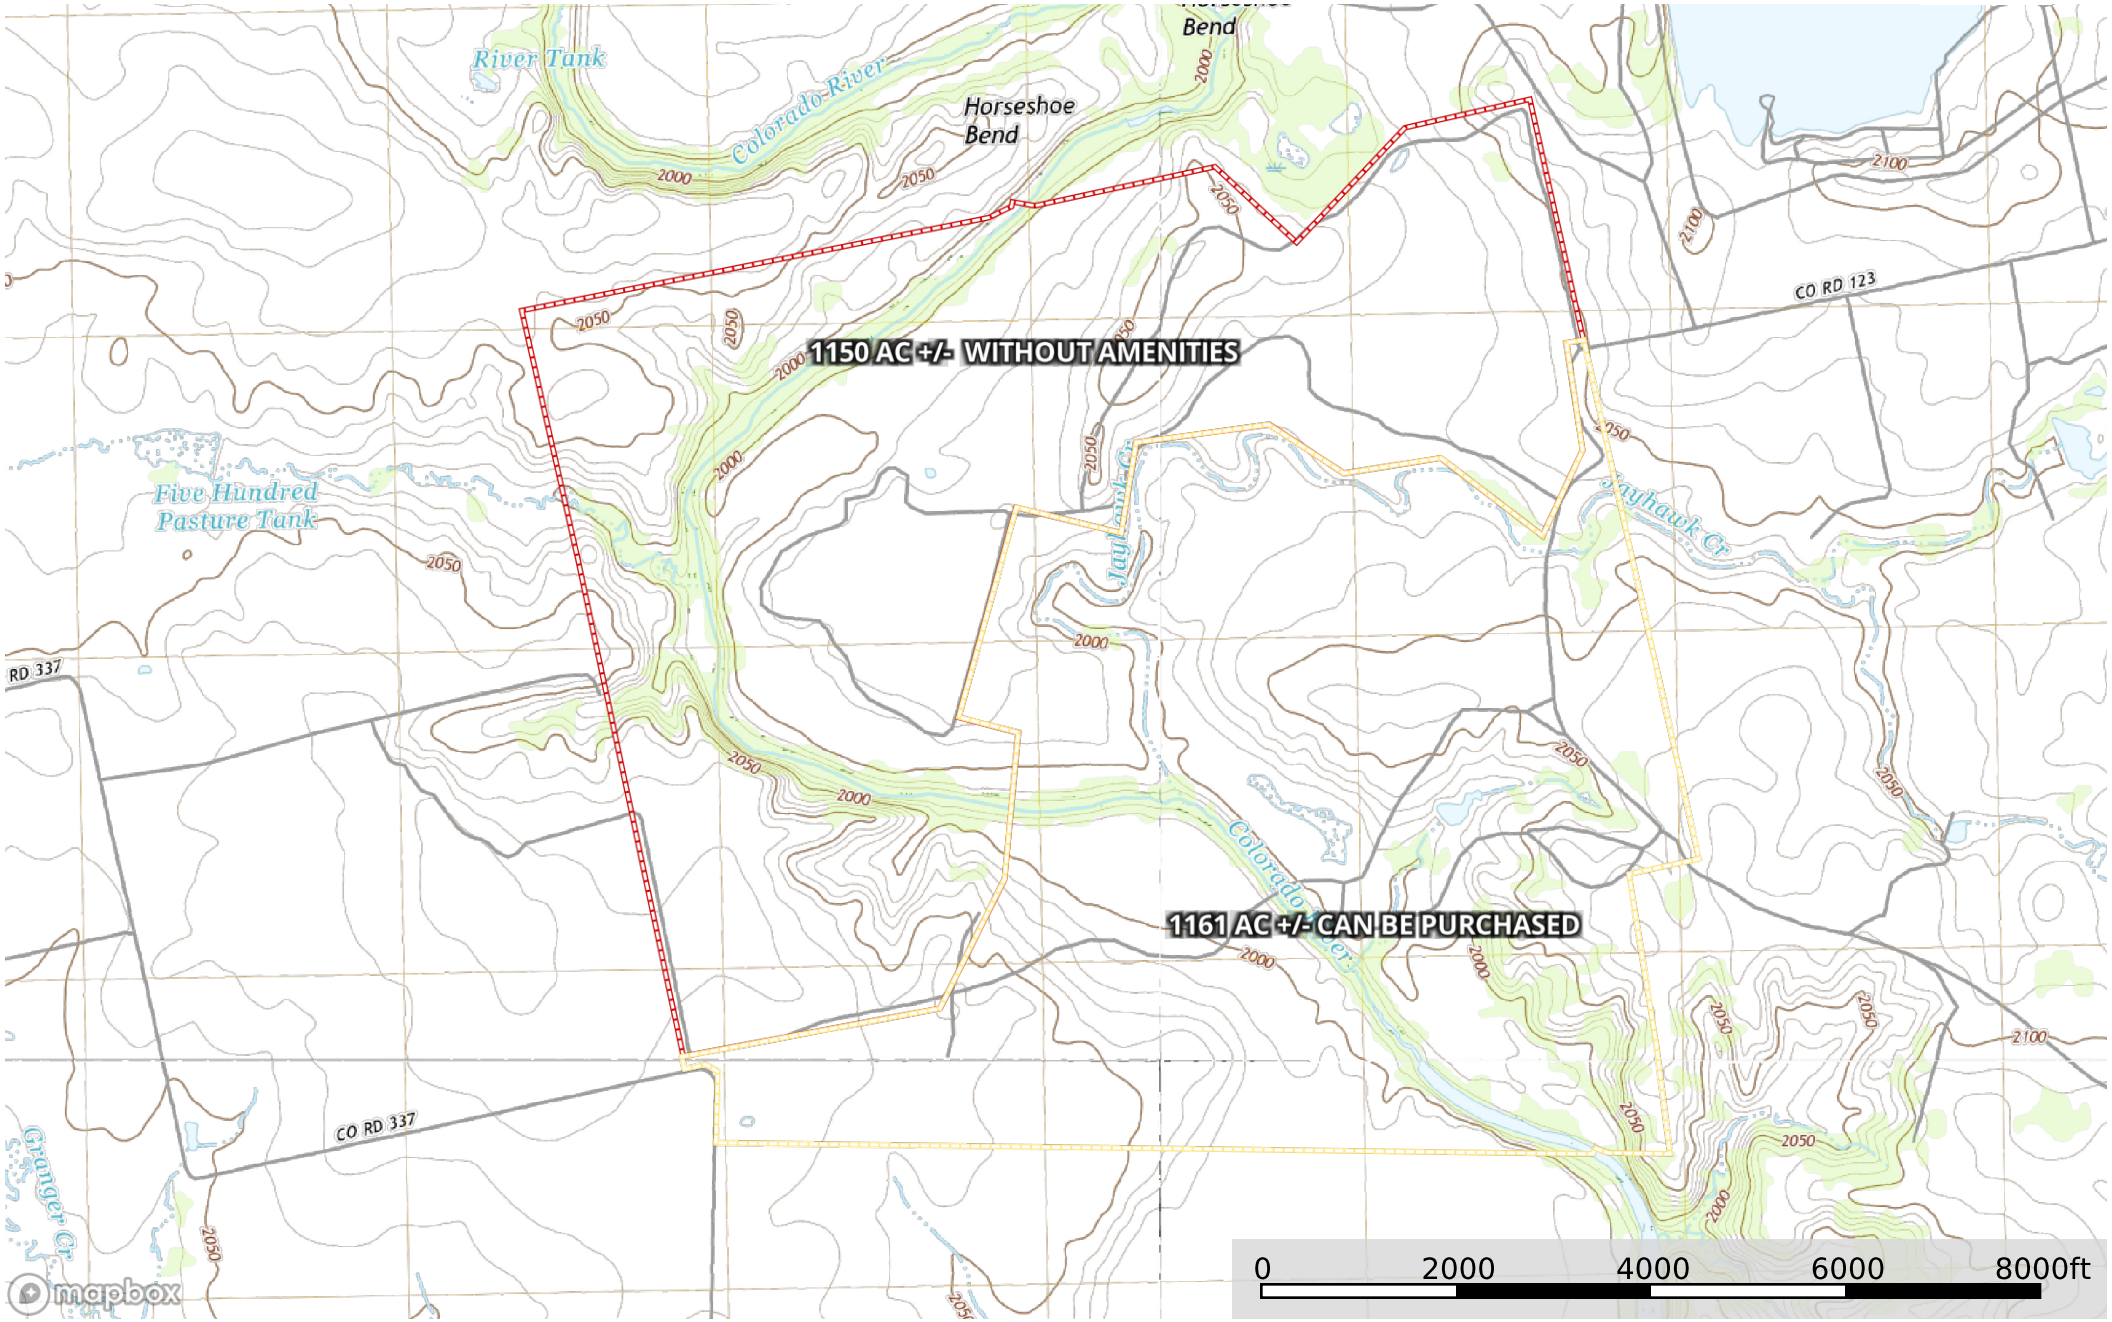 Horseshoe
Bend
River Tank
Colorado River
2000
Horseshoe
Bend
2000
2050
2050
2100
2100
CO RD 123
2050
2050
2050
2000
1150 AC +/- WITHOUT AMENITIES
2050
2050
2000
2050
Jayhawk Cr
Jayhawk Cr
Five Hundred
Pasture Tank
2050
2000
RD 337
2050
2000
2050
2050
Colorado River
1161 AC +/- CAN BE PURCHASED
2000
2000
2050
2050
2100
CO RD 337
2050
2050
Granger Cr
2000
2050
2050
0 2000 4000 6000 8000ft
mapbox